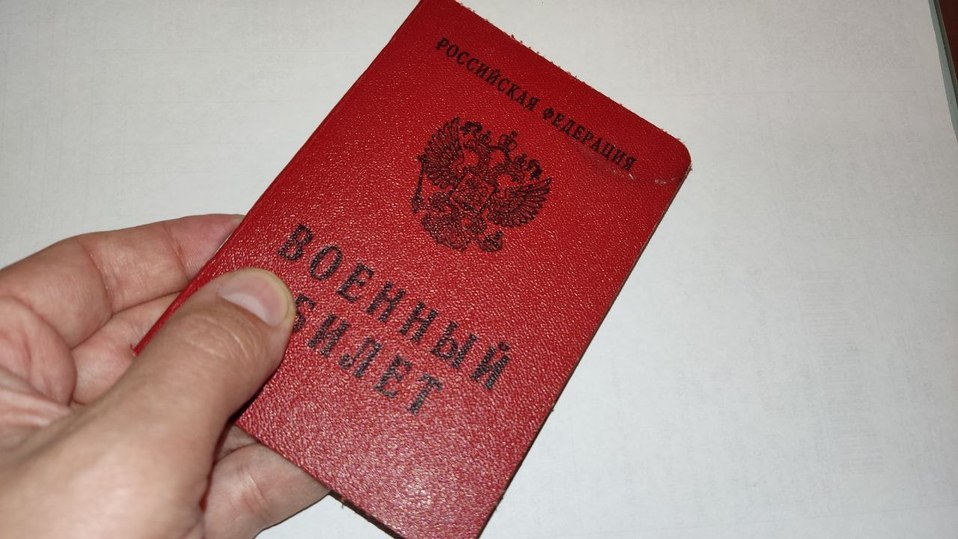 РОССИЙСКАЯ ФЕДЕРАЦИЯ
ВОЕННЫЙ
БИЛЕТ